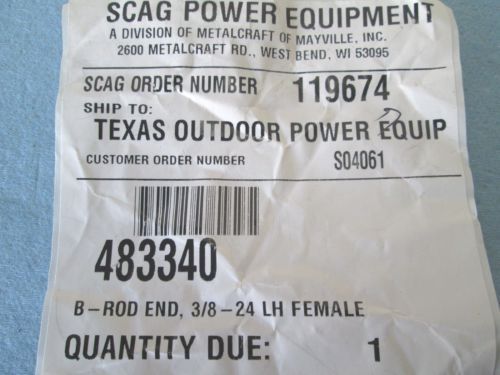 SCAG POWER EQUIPMENT
A DIVISION OF METALCRAFT OF MAYVILLE, INC.
2600 METALCRAFT RD., WEST BEND, WI 53095
SCAG ORDER NUMBER 119674
SHIP TO:
TEXAS OUTDOOR POWER EQUIP
CUSTOMER ORDER NUMBER S04061
483340
B-ROD END, 3/8-24 LH FEMALE
QUANTITY DUE: 1